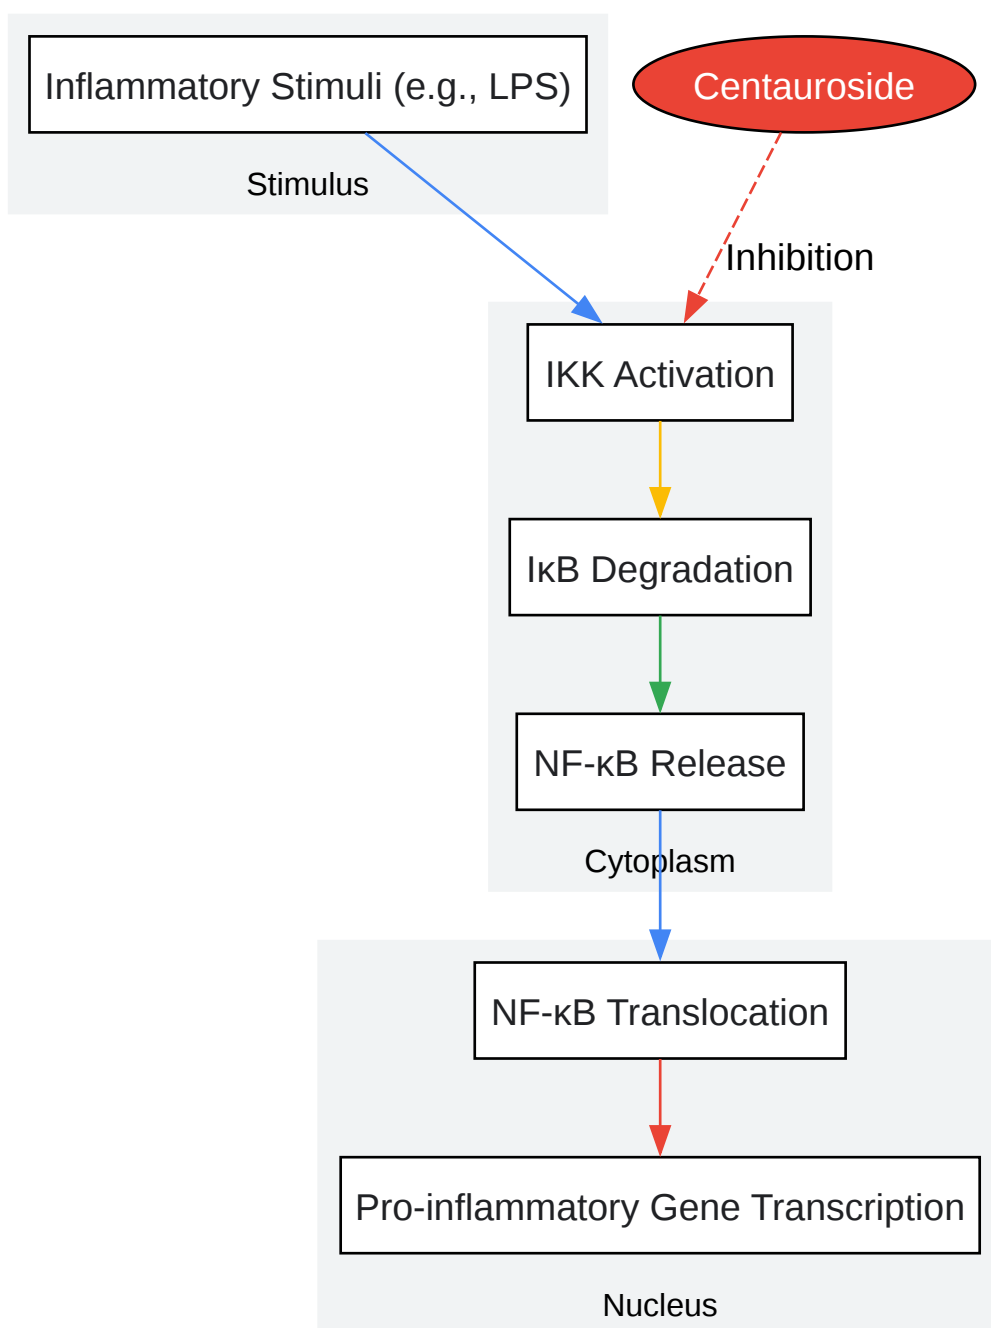 Inflammatory Stimuli (e.g., LPS)
Centauroside
Stimulus
Inhibition
IKK Activation
IκB Degradation
NF-κB Release
Cytoplasm
NF-κB Translocation
Pro-inflammatory Gene Transcription
Nucleus